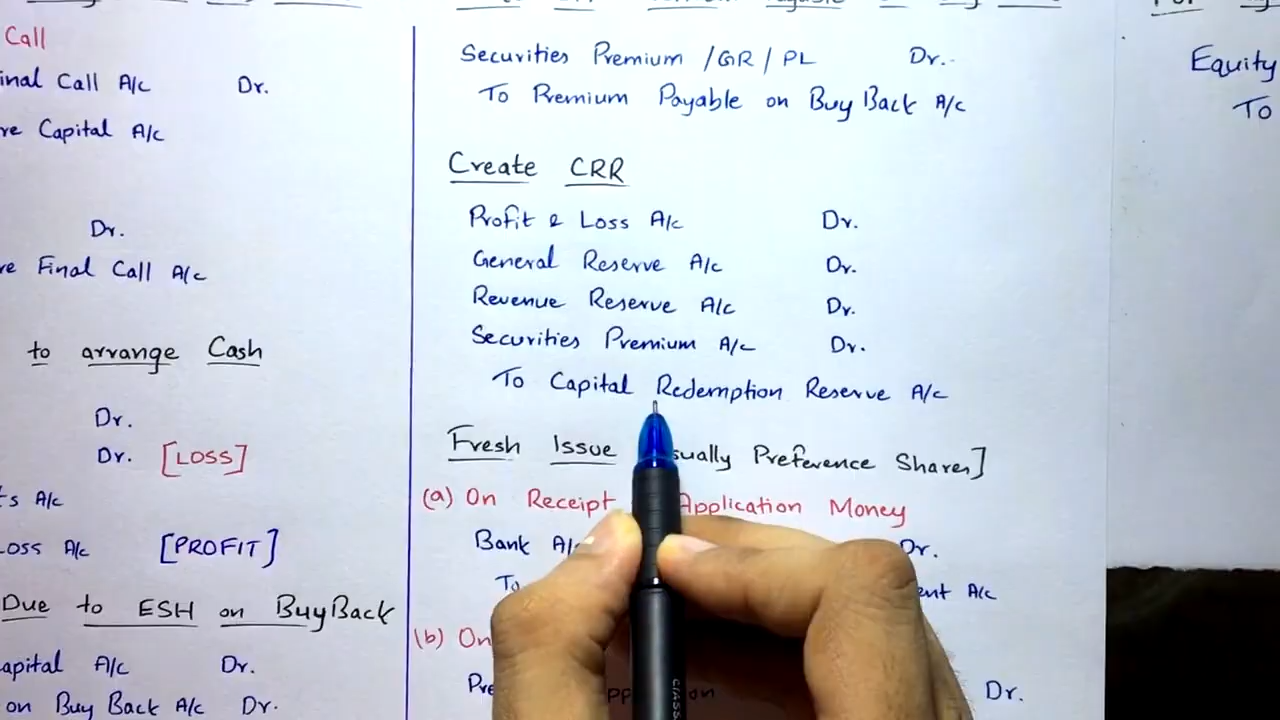 Call
inal Call A/c Dr.
re Capital A/c
Dr.
re Final Call A/c
to arrange Cash
Dr.
Dr. [LOSS]
ts A/c
oss A/c [PROFIT]
Due to ESH on BuyBack
apital A/c Dr.
on Buy Back A/c Dr.
Securities Premium /GR / PL Dr.
To Premium Payable on Buy Back A/c
Create CRR
Profit & Loss A/c Dr.
General Reserve A/c Dr.
Revenue Reserve A/c Dr.
Securities Premium A/c Dr.
To Capital Redemption Reserve A/c
Fresh Issue sually Preference Shares]
(a) On Receipt Application Money
Bank A/c Dr.
To ent A/c
(b) On
Pre Dr.
Equity
To